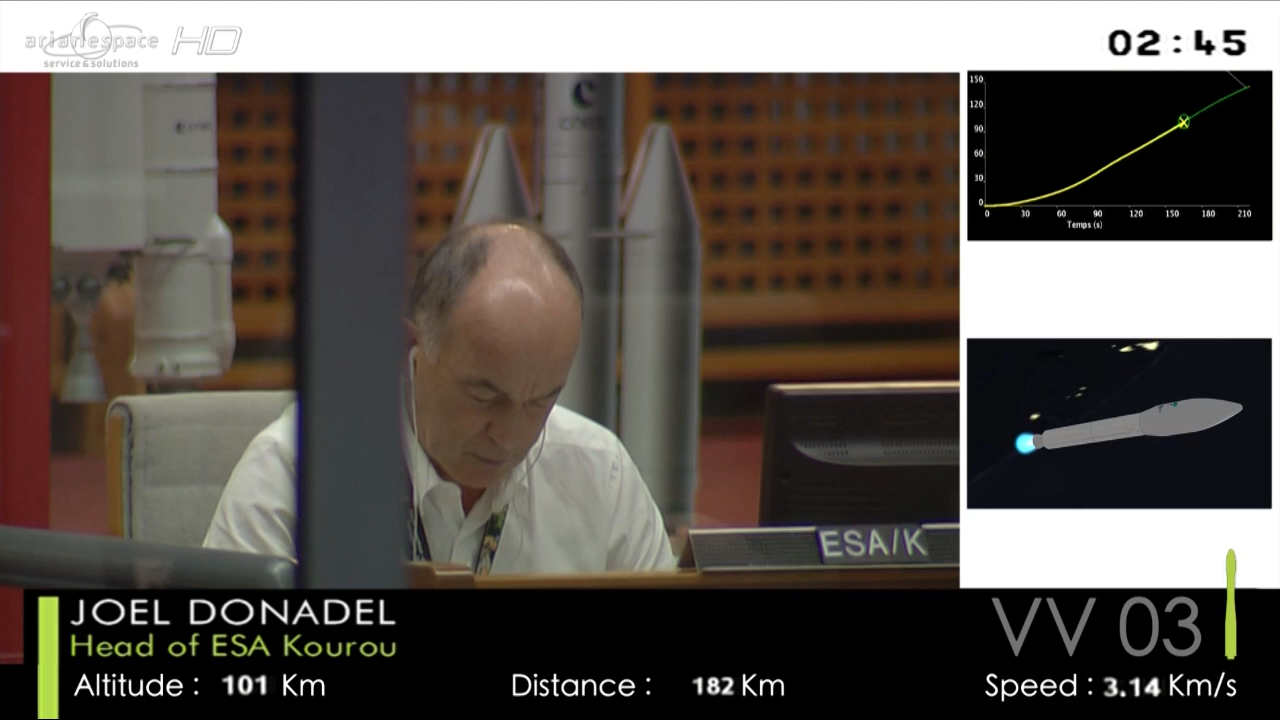 arianespace HD
service & solutions
02:45
cnes
cnes
150
120
90
60
30
0
0 30 60 90 120 150 180 210
Temps (s)
ESA/K
JOEL DONADEL
Head of ESA Kourou
VV 03
Altitude : 101 Km
Distance : 182 Km
Speed : 3.14 Km/s